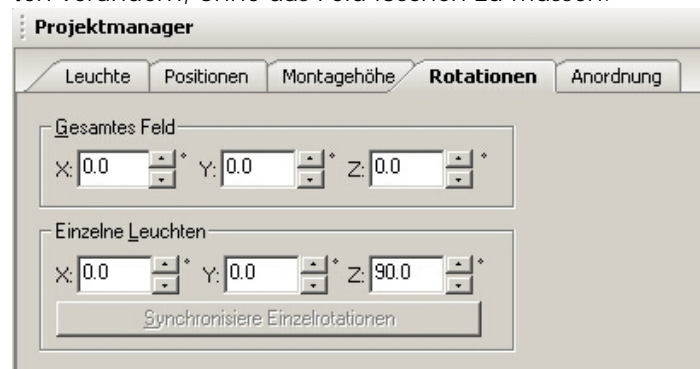 ten verändern, ohne das Feld löschen zu müssen.
Projektmanager
Leuchte Positionen Montagehöhe Rotationen Anordnung
Gesamtes Feld
X: 0.0 ° Y: 0.0 ° Z: 0.0 °
Einzelne Leuchten
X: 0.0 ° Y: 0.0 ° Z: 90.0 °
Synchronisiere Einzelrotationen